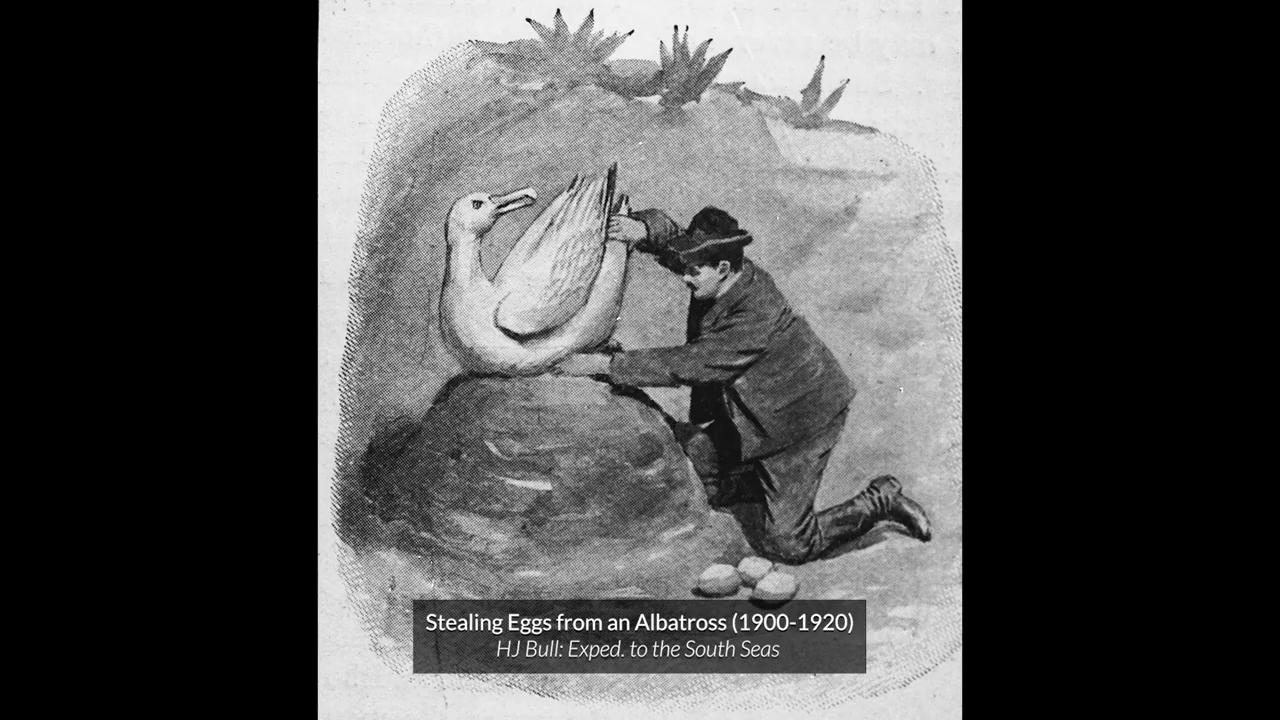 Stealing Eggs from an Albatross (1900-1920)
HJ Bull: Exped. to the South Seas